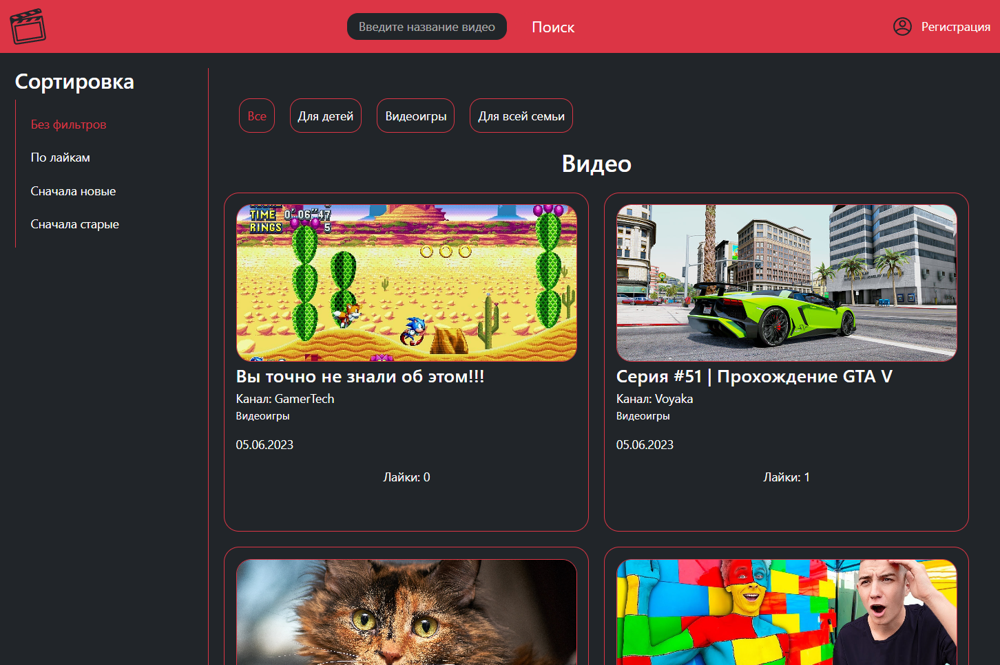 Введите название видео
Поиск
Регистрация
Сортировка
Без фильтров
По лайкам
Сначала новые
Сначала старые
Все
Для детей
Видеоигры
Для всей семьи
Видео
TIME 0'06"47
RINGS 5
Вы точно не знали об этом!!!
Канал: GamerTech
Видеоигры
05.06.2023
Лайки: 0
Серия #51 | Прохождение GTA V
Канал: Voyaka
Видеоигры
05.06.2023
Лайки: 1